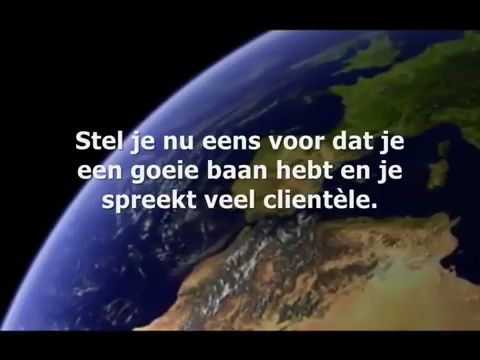 Stel je nu eens voor dat je
een goeie baan hebt en je
spreekt veel clientèle.